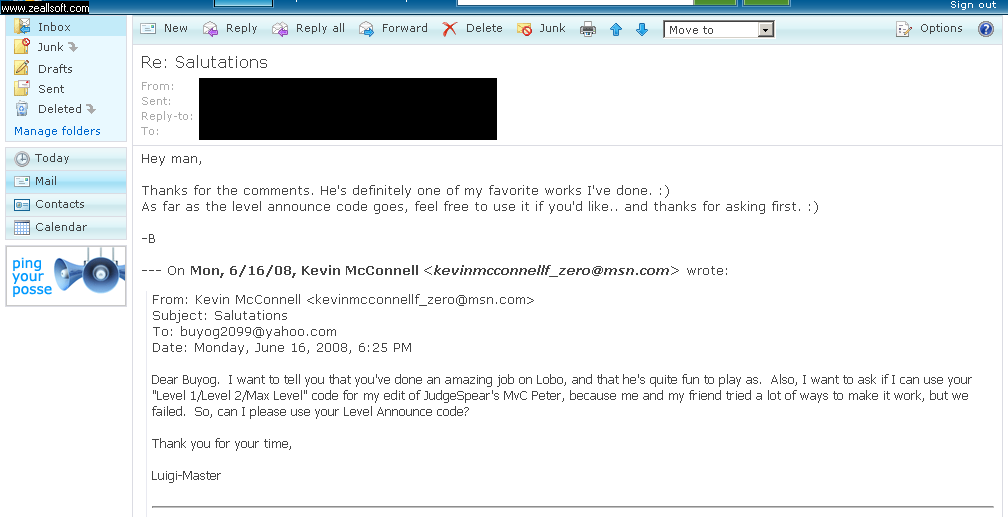 www.zeallsoft.com
Sign out
Inbox
Junk
Drafts
Sent
Deleted
Manage folders
Today
Mail
Contacts
Calendar
ping
your
posse
New Reply Reply all Forward Delete Junk Move to Options
Re: Salutations
From:
Sent:
Reply-to:
To:
Hey man,
Thanks for the comments. He's definitely one of my favorite works I've done. :)
As far as the level announce code goes, feel free to use it if you'd like.. and thanks for asking first. :)
-B
--- On Mon, 6/16/08, Kevin McConnell <kevinmcconnellf_zero@msn.com> wrote:
From: Kevin McConnell <kevinmcconnellf_zero@msn.com>
Subject: Salutations
To: buyog2099@yahoo.com
Date: Monday, June 16, 2008, 6:25 PM
Dear Buyog.  I want to tell you that you've done an amazing job on Lobo, and that he's quite fun to play as.  Also, I want to ask if I can use your
"Level 1/Level 2/Max Level" code for my edit of JudgeSpear's MvC Peter, because me and my friend tried a lot of ways to make it work, but we
failed.  So, can I please use your Level Announce code?
Thank you for your time,
Luigi-Master